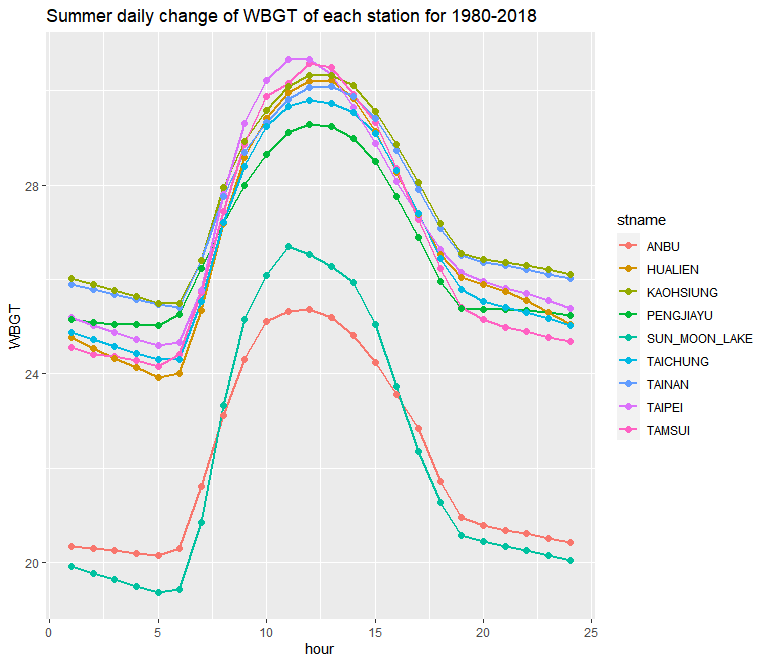 Summer daily change of WBGT of each station for 1980-2018
WBGT
28
24
20
0
5
10
15
20
25
hour
stname
ANBU
HUALIEN
KAOHSIUNG
PENGJIAYU
SUN_MOON_LAKE
TAICHUNG
TAINAN
TAIPEI
TAMSUI